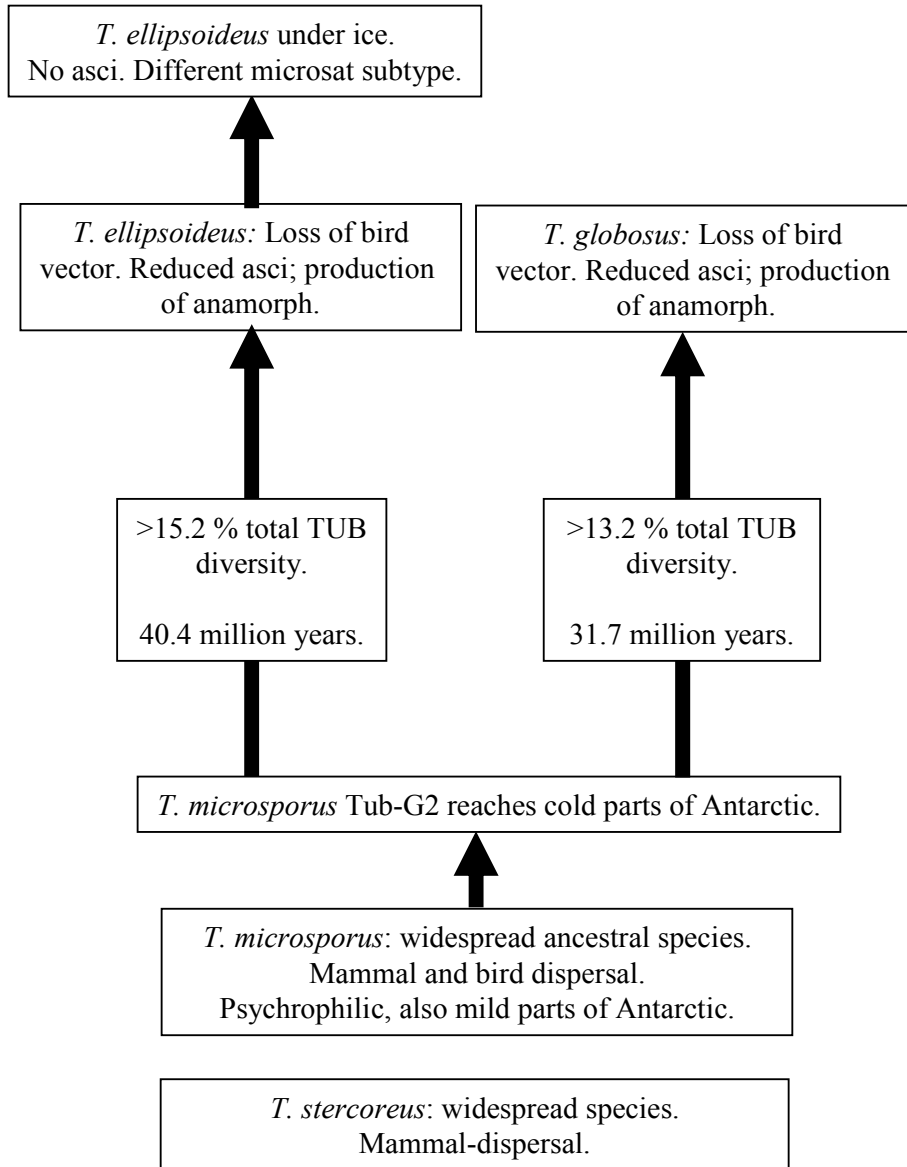 T. ellipsoideus under ice.
No asci. Different microsat subtype.
T. ellipsoideus: Loss of bird
vector. Reduced asci; production
of anamorph.
T. globosus: Loss of bird
vector. Reduced asci; production
of anamorph.
>15.2 % total TUB
diversity.
40.4 million years.
>13.2 % total TUB
diversity.
31.7 million years.
T. microsporus Tub-G2 reaches cold parts of Antarctic.
T. microsporus: widespread ancestral species.
Mammal and bird dispersal.
Psychrophilic, also mild parts of Antarctic.
T. stercoreus: widespread species.
Mammal-dispersal.